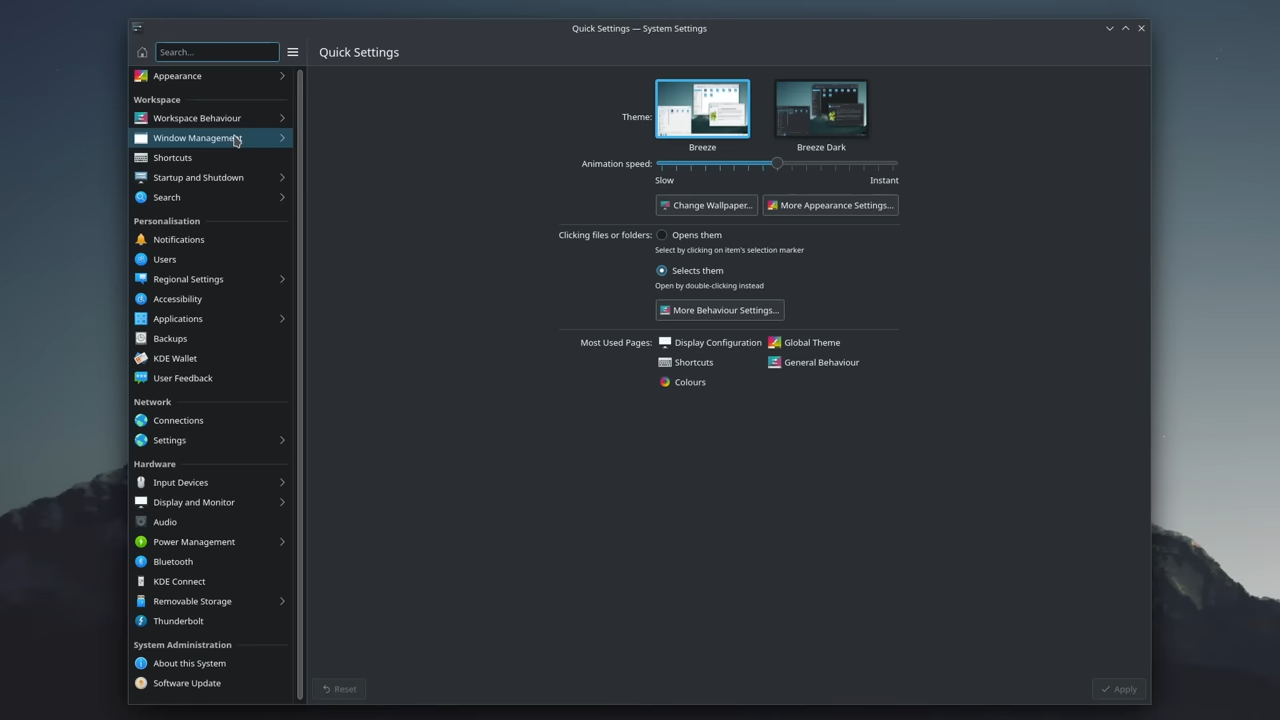 Quick Settings — System Settings
Search...
Quick Settings
Appearance
Workspace
Workspace Behaviour
Window Management
Shortcuts
Startup and Shutdown
Search
Personalisation
Notifications
Users
Regional Settings
Accessibility
Applications
Backups
KDE Wallet
User Feedback
Network
Connections
Settings
Hardware
Input Devices
Display and Monitor
Audio
Power Management
Bluetooth
KDE Connect
Removable Storage
Thunderbolt
System Administration
About this System
Software Update
Theme:
Breeze Breeze Dark
Animation speed:
Slow Instant
Change Wallpaper... More Appearance Settings...
Clicking files or folders: Opens them
Select by clicking on item's selection marker
Selects them
Open by double-clicking instead
More Behaviour Settings...
Most Used Pages: Display Configuration Global Theme
Shortcuts General Behaviour
Colours
Reset Apply